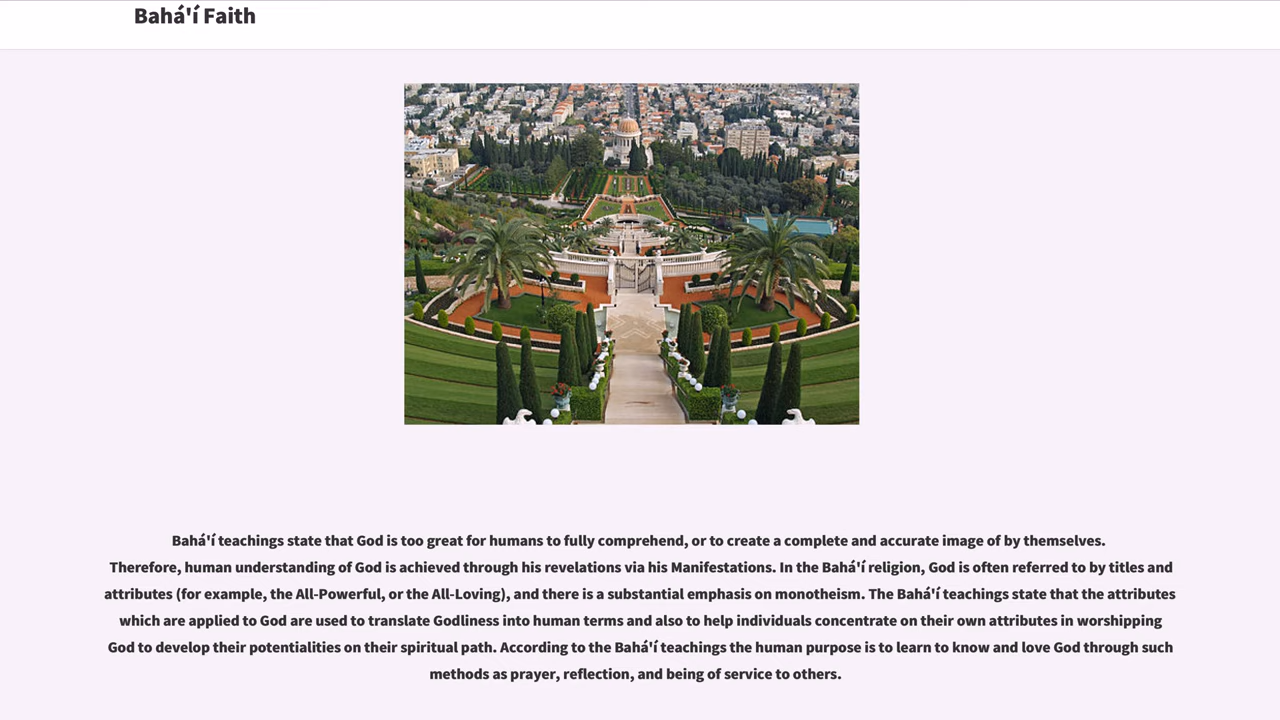 Bahá'í Faith
Bahá'í teachings state that God is too great for humans to fully comprehend, or to create a complete and accurate image of by themselves.
Therefore, human understanding of God is achieved through his revelations via his Manifestations. In the Bahá'í religion, God is often referred to by titles and
attributes (for example, the All-Powerful, or the All-Loving), and there is a substantial emphasis on monotheism. The Bahá'í teachings state that the attributes
which are applied to God are used to translate Godliness into human terms and also to help individuals concentrate on their own attributes in worshipping
God to develop their potentialities on their spiritual path. According to the Bahá'í teachings the human purpose is to learn to know and love God through such
methods as prayer, reflection, and being of service to others.